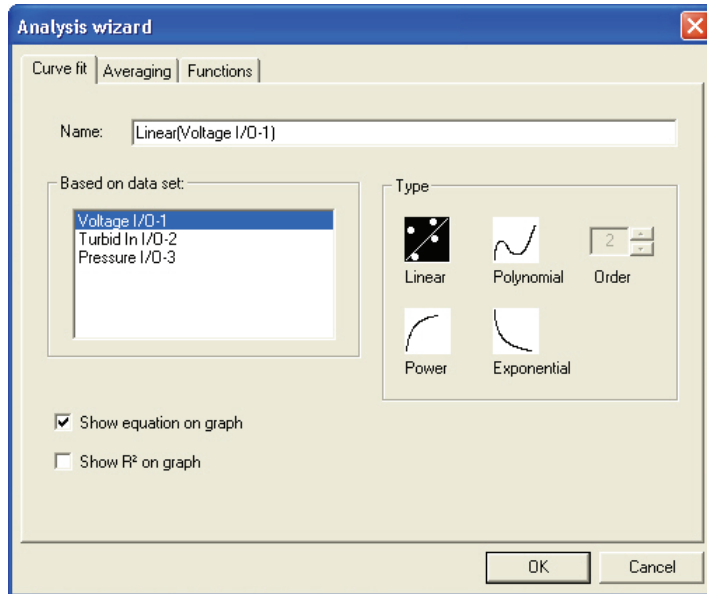 Analysis wizard
Curve fit Averaging Functions
Name: Linear(Voltage I/O-1)
Based on data set:
Voltage I/O-1
Turbid In I/O-2
Pressure I/O-3
Type
2
Linear Polynomial Order
Power Exponential
Show equation on graph
Show R² on graph
OK Cancel